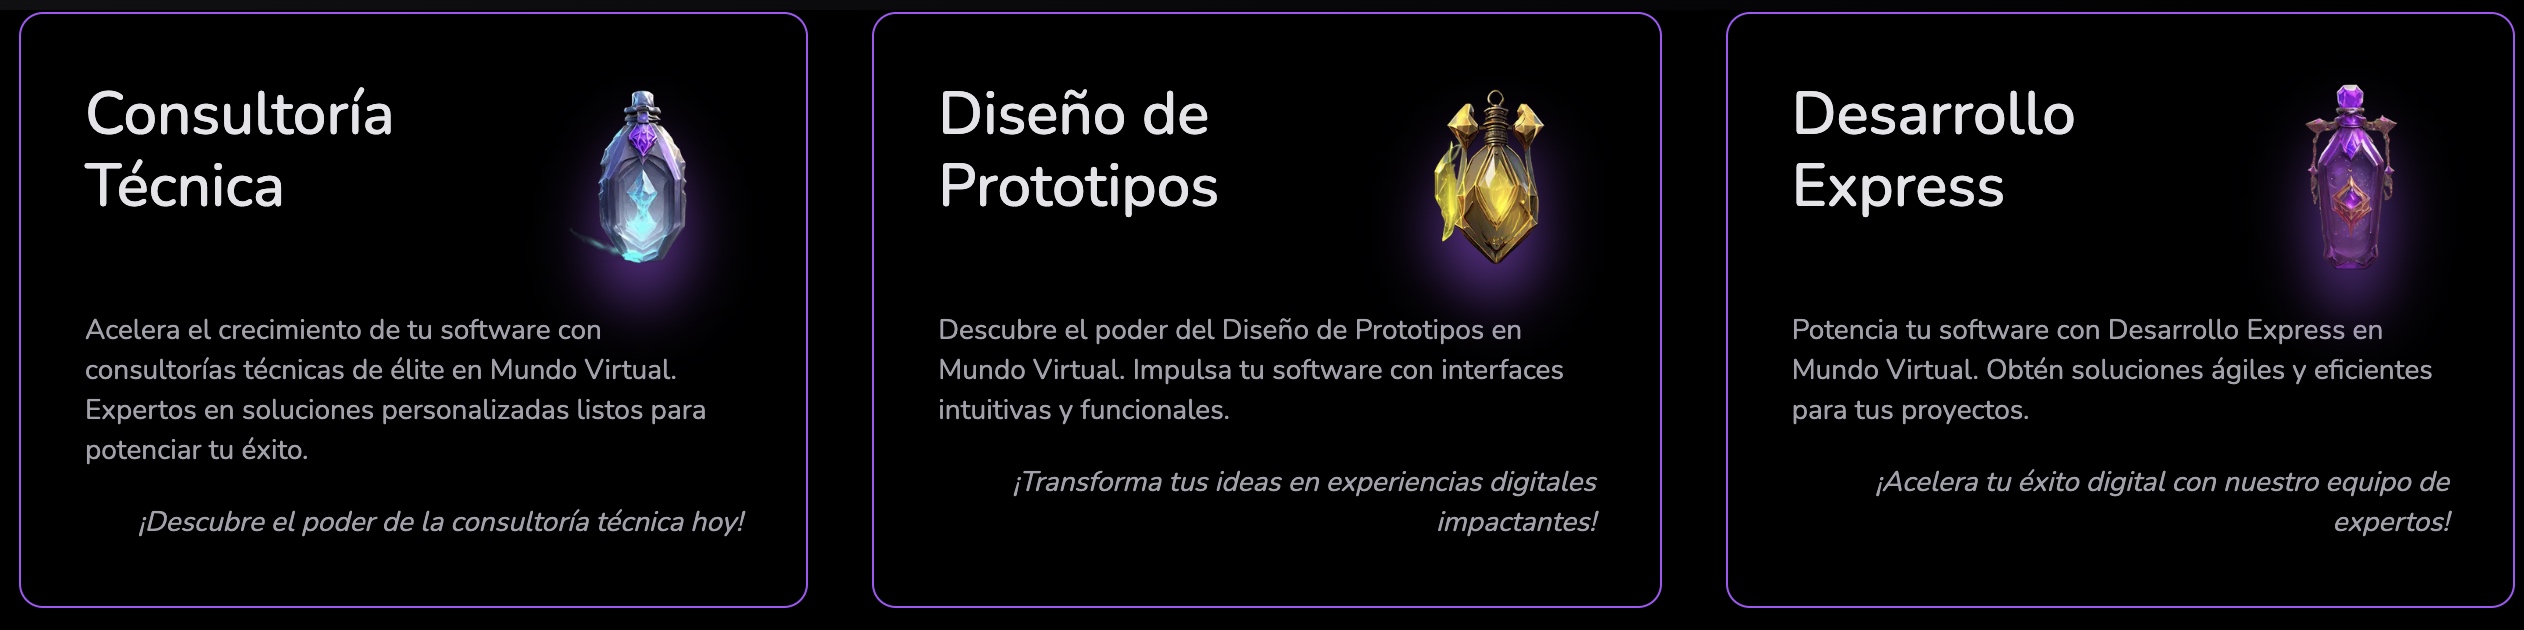 Consultoría
Técnica
Acelera el crecimiento de tu software con
consultorías técnicas de élite en Mundo Virtual.
Expertos en soluciones personalizadas listos para
potenciar tu éxito.
¡Descubre el poder de la consultoría técnica hoy!
Diseño de
Prototipos
Descubre el poder del Diseño de Prototipos en
Mundo Virtual. Impulsa tu software con interfaces
intuitivas y funcionales.
¡Transforma tus ideas en experiencias digitales
impactantes!
Desarrollo
Express
Potencia tu software con Desarrollo Express en
Mundo Virtual. Obtén soluciones ágiles y eficientes
para tus proyectos.
¡Acelera tu éxito digital con nuestro equipo de
expertos!